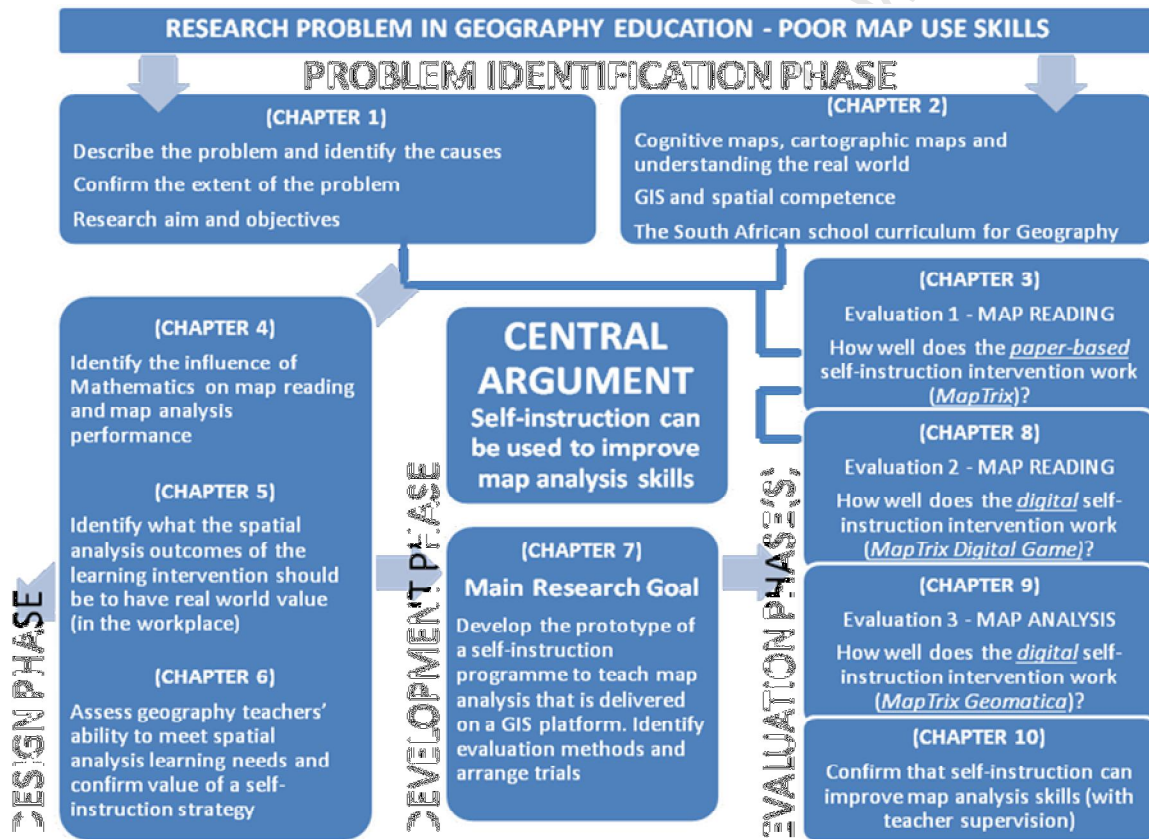 RESEARCH PROBLEM IN GEOGRAPHY EDUCATION - POOR MAP USE SKILLS
PROBLEM IDENTIFICATION PHASE
(CHAPTER 1)
Describe the problem and identify the causes
Confirm the extent of the problem
Research aim and objectives
(CHAPTER 2)
Cognitive maps, cartographic maps and
understanding the real world
GIS and spatial competence
The South African school curriculum for Geography
(CHAPTER 4)
Identify the influence of
Mathematics on map reading
and map analysis
performance
(CHAPTER 5)
Identify what the spatial
analysis outcomes of the
learning intervention should
be to have real world value
(in the workplace)
(CHAPTER 6)
Assess geography teachers'
ability to meet spatial
analysis learning needs and
confirm value of a self-
instruction strategy
DESIGN PHASE
CENTRAL
ARGUMENT
Self-instruction can
be used to improve
map analysis skills
DEVELOPMENT PHASE
(CHAPTER 7)
Main Research Goal
Develop the prototype of
a self-instruction
programme to teach map
analysis that is delivered
on a GIS platform. Identify
evaluation methods and
arrange trials
EVALUATION PHASE(S)
(CHAPTER 3)
Evaluation 1 - MAP READING
How well does the paper-based
self-instruction intervention work
(MapTrix)?
(CHAPTER 8)
Evaluation 2 - MAP READING
How well does the digital self-
instruction intervention work
(MapTrix Digital Game)?
(CHAPTER 9)
Evaluation 3 - MAP ANALYSIS
How well does the digital self-
instruction intervention work
(MapTrix Geomatica)?
(CHAPTER 10)
Confirm that self-instruction can
improve map analysis skills (with
teacher supervision)